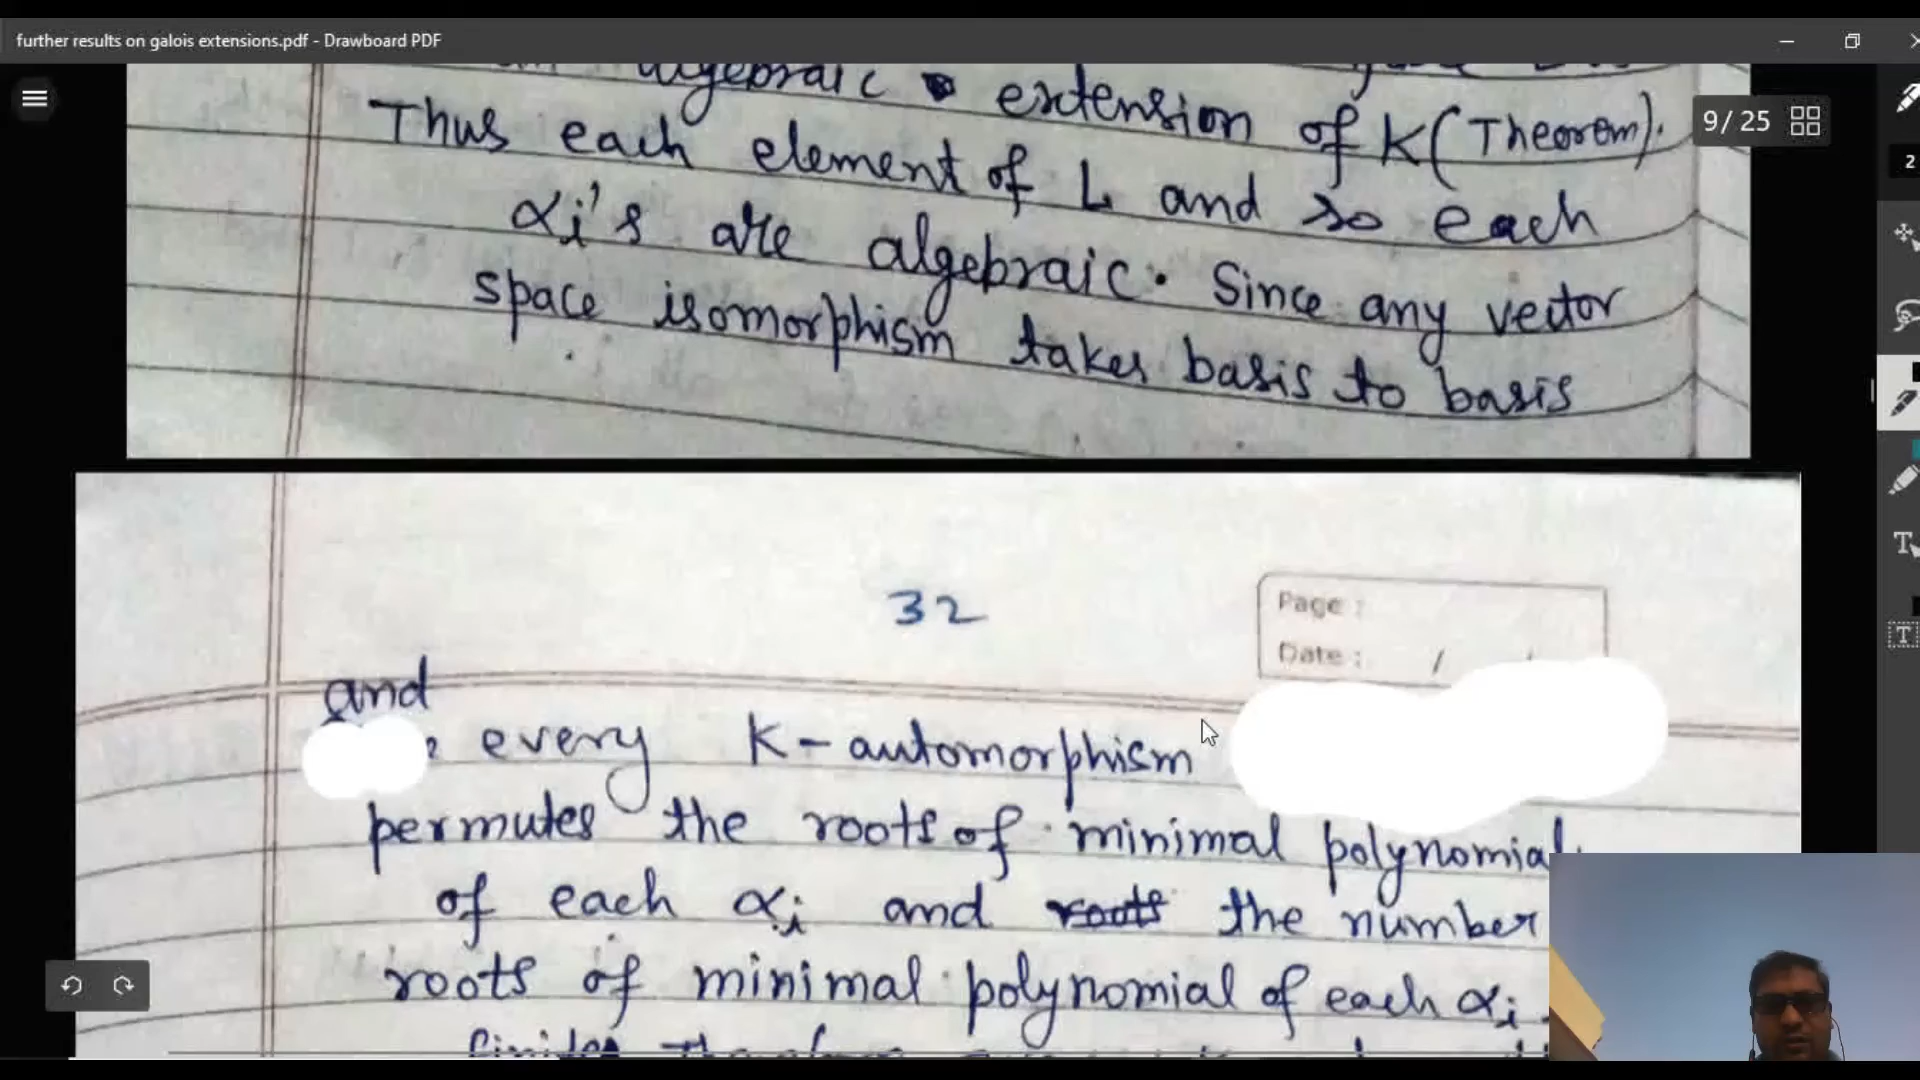 further results on galois extensions.pdf - Drawboard PDF
algebraic extension of K (Theorem).
9 / 25
2
Thus each element of L and so each
αi's are algebraic. Since any vector
space isomorphism takes basis to basis
32
Page :
Date : /
and
every K-automorphism
permutes the roots of minimal polynomial
of each αi and roots the number
roots of minimal polynomial of each αi